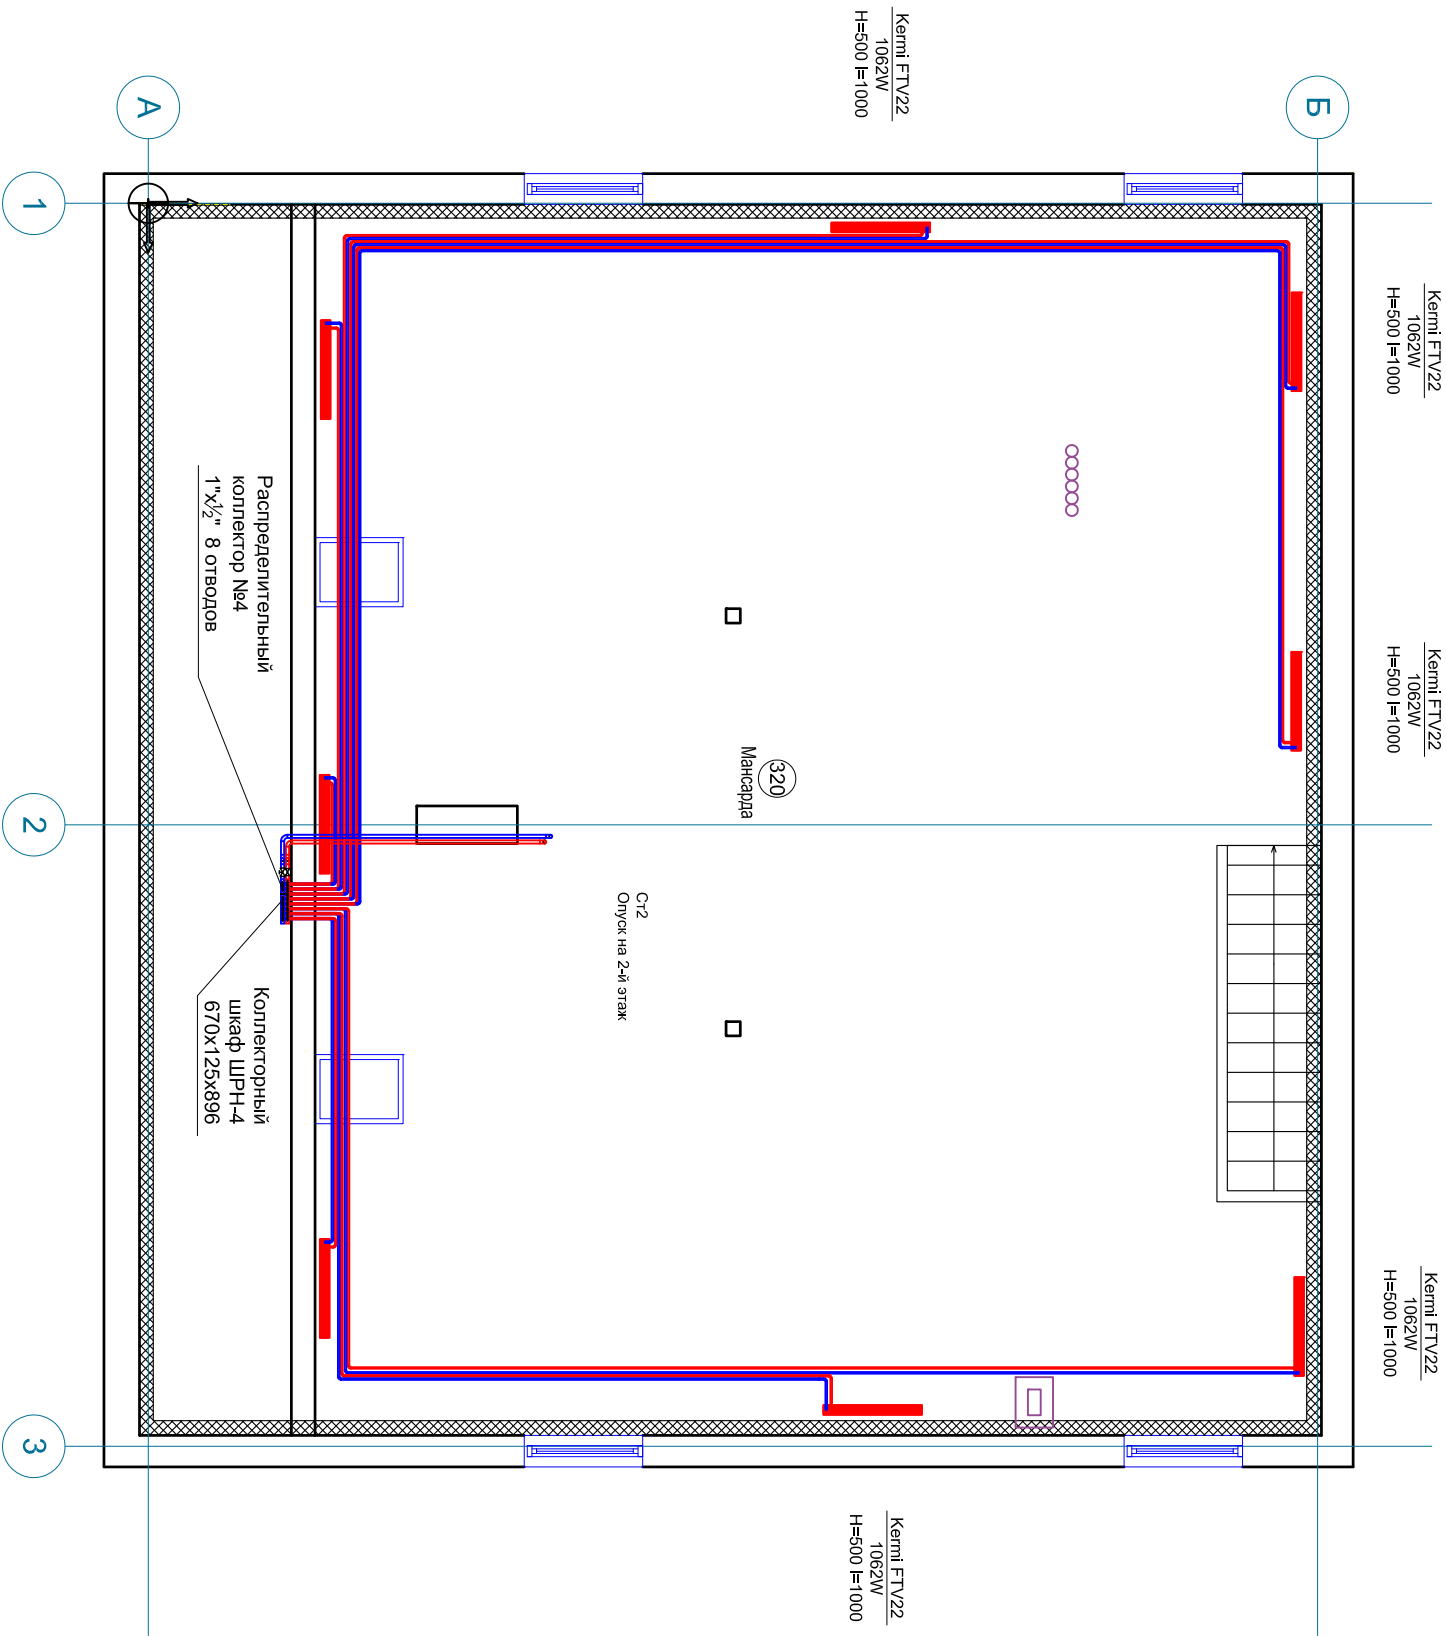 Kermi FTV22
1062W
H=500 l=1000
Б
А
Kermi FTV22
1062W
H=500 l=1000
1
Kermi FTV22
1062W
H=500 l=1000
Распределительный
коллектор №4
1"x½" 8 отводов
320
Мансарда
2
Ст2
Опуск на 2-й этаж
Коллекторный
шкаф ШРН-4
670x125x896
Kermi FTV22
1062W
H=500 l=1000
3
Kermi FTV22
1062W
H=500 l=1000